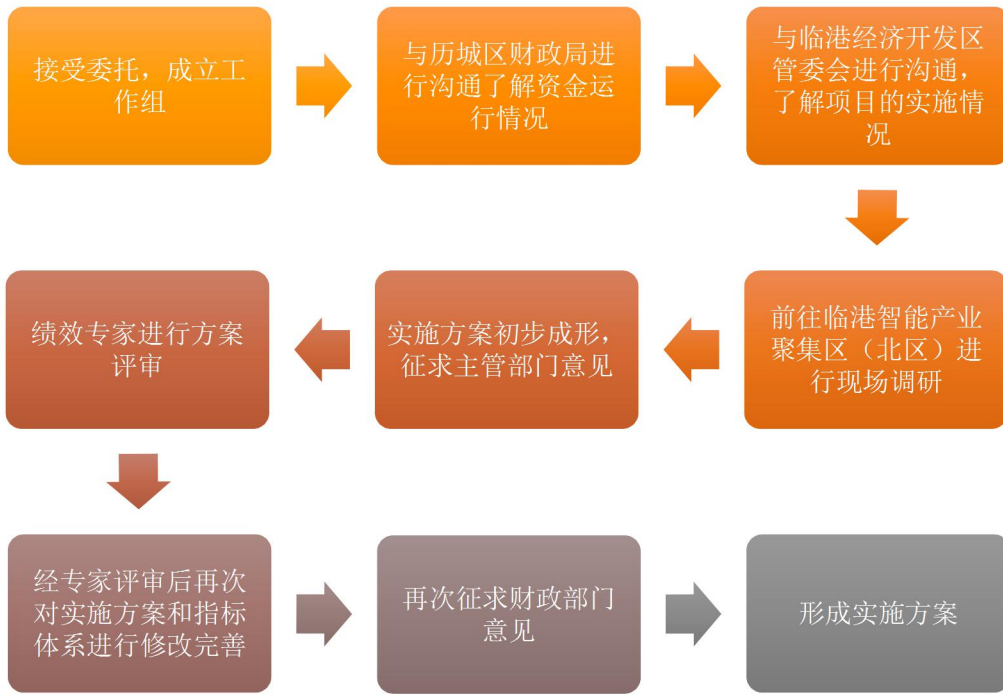 接受委托，成立工
作组
与历城区财政局进
行沟通了解资金运
行情况
与临港经济开发区
管委会进行沟通，
了解项目的实施情
况
前往临港智能产业
聚集区（北区）进
行现场调研
实施方案初步成形，
征求主管部门意见
绩效专家进行方案
评审
经专家评审后再次
对实施方案和指标
体系进行修改完善
再次征求财政部门
意见
形成实施方案